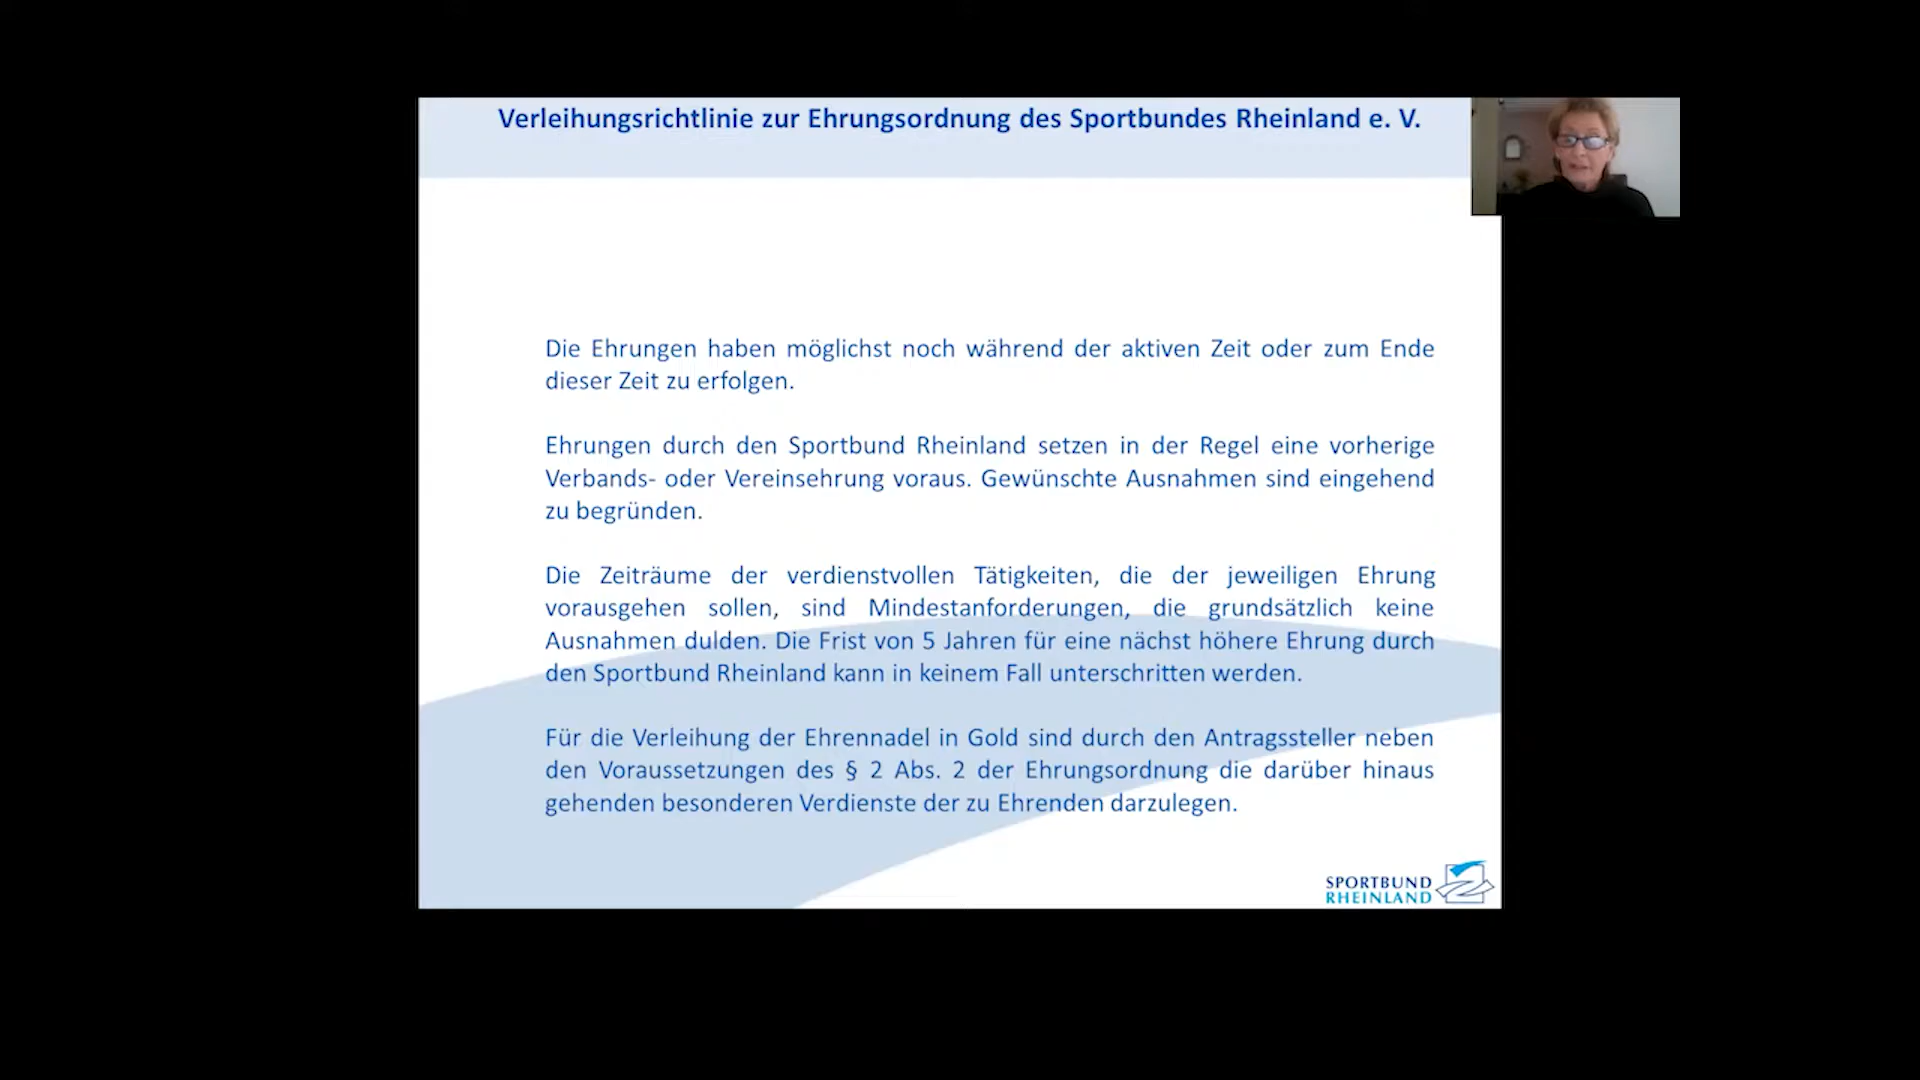 Verleihungsrichtlinie zur Ehrungsordnung des Sportbundes Rheinland e. V.
Die Ehrungen haben möglichst noch während der aktiven Zeit oder zum Ende
dieser Zeit zu erfolgen.
Ehrungen durch den Sportbund Rheinland setzen in der Regel eine vorherige
Verbands- oder Vereinsehrung voraus. Gewünschte Ausnahmen sind eingehend
zu begründen.
Die Zeiträume der verdienstvollen Tätigkeiten, die der jeweiligen Ehrung
vorausgehen sollen, sind Mindestanforderungen, die grundsätzlich keine
Ausnahmen dulden. Die Frist von 5 Jahren für eine nächst höhere Ehrung durch
den Sportbund Rheinland kann in keinem Fall unterschritten werden.
Für die Verleihung der Ehrennadel in Gold sind durch den Antragssteller neben
den Voraussetzungen des § 2 Abs. 2 der Ehrungsordnung die darüber hinaus
gehenden besonderen Verdienste der zu Ehrenden darzulegen.
SPORTBUND
RHEINLAND